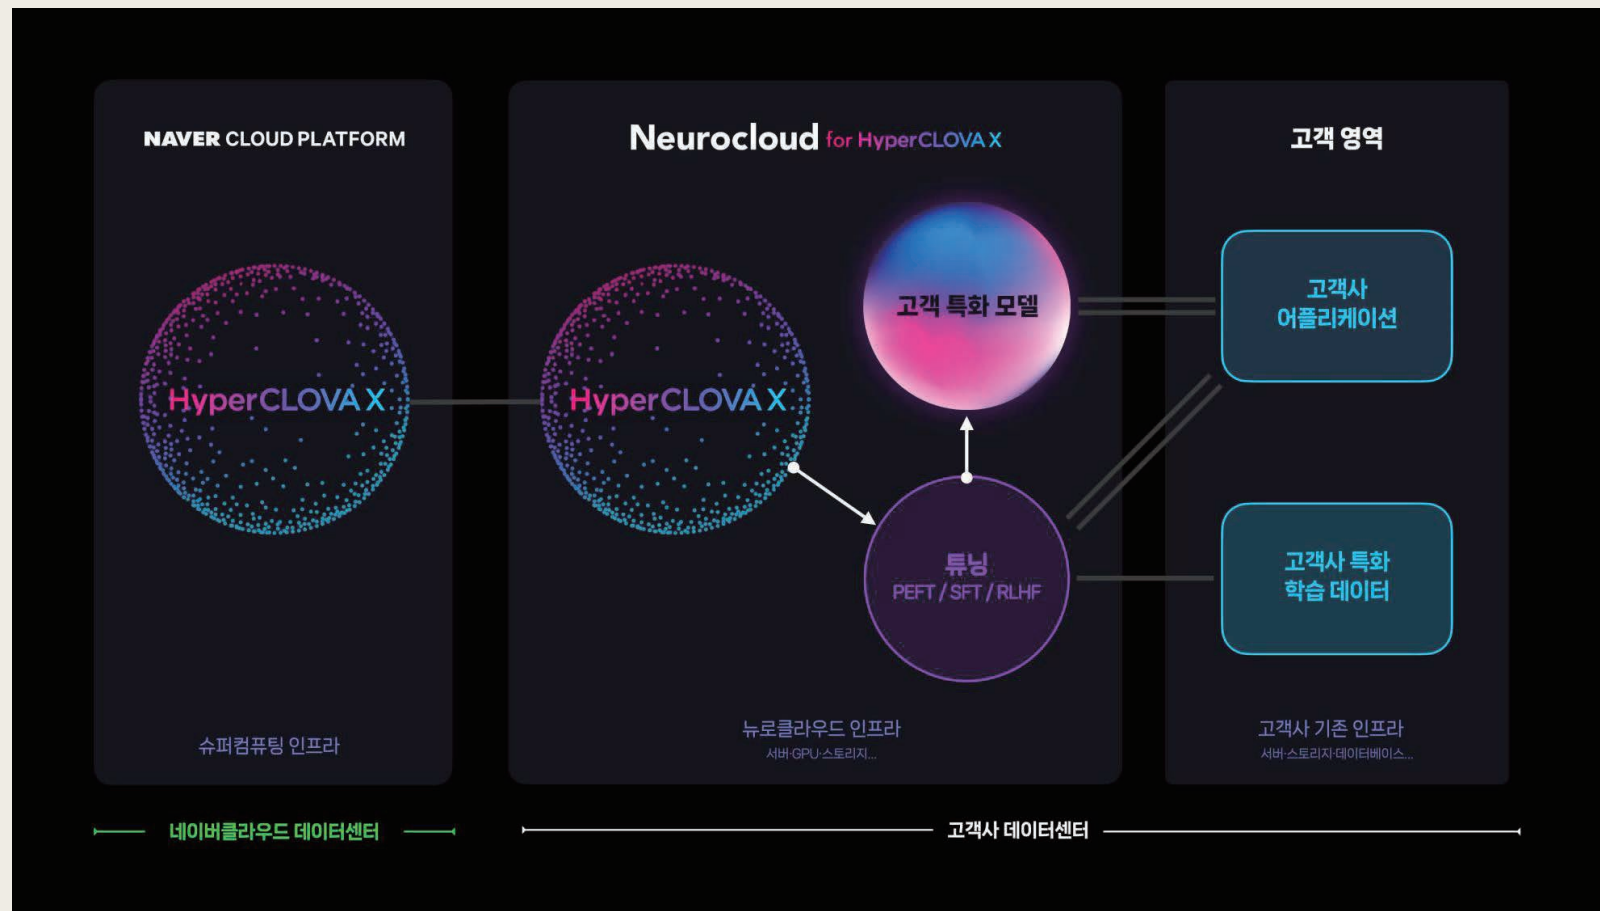 NAVER CLOUD PLATFORM
HyperCLOVA X
슈퍼컴퓨팅 인프라
네이버클라우드 데이터센터
Neurocloud for HyperCLOVA X
HyperCLOVA X
고객 특화 모델
튜닝
PEFT / SFT / RLHF
뉴로클라우드 인프라
서버·GPU·스토리지...
고객 영역
고객사
어플리케이션
고객사 특화
학습 데이터
고객사 기존 인프라
서버·스토리지·데이터베이스...
고객사 데이터센터